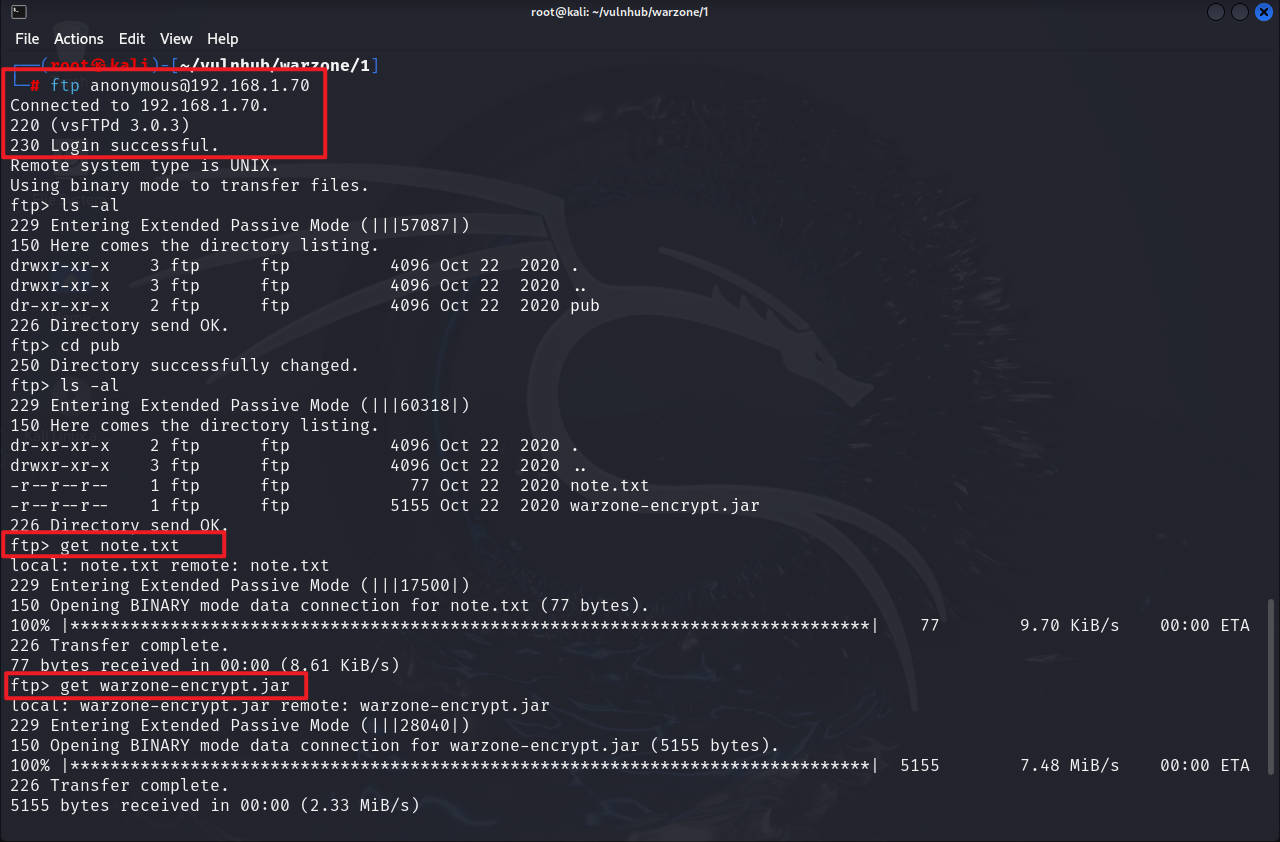 root@kali: ~/vulnhub/warzone/1
File Actions Edit View Help
┌──(root㉿kali)-[~/vulnhub/warzone/1]
└─# ftp anonymous@192.168.1.70
Connected to 192.168.1.70.
220 (vsFTPd 3.0.3)
230 Login successful.
Remote system type is UNIX.
Using binary mode to transfer files.
ftp> ls -al
229 Entering Extended Passive Mode (|||57087|)
150 Here comes the directory listing.
drwxr-xr-x    3 ftp      ftp          4096 Oct 22  2020 .
drwxr-xr-x    3 ftp      ftp          4096 Oct 22  2020 ..
dr-xr-xr-x    2 ftp      ftp          4096 Oct 22  2020 pub
226 Directory send OK.
ftp> cd pub
250 Directory successfully changed.
ftp> ls -al
229 Entering Extended Passive Mode (|||60318|)
150 Here comes the directory listing.
dr-xr-xr-x    2 ftp      ftp          4096 Oct 22  2020 .
drwxr-xr-x    3 ftp      ftp          4096 Oct 22  2020 ..
-r--r--r--    1 ftp      ftp            77 Oct 22  2020 note.txt
-r--r--r--    1 ftp      ftp          5155 Oct 22  2020 warzone-encrypt.jar
226 Directory send OK.
ftp> get note.txt
local: note.txt remote: note.txt
229 Entering Extended Passive Mode (|||17500|)
150 Opening BINARY mode data connection for note.txt (77 bytes).
100% |********************************************************************************|    77        9.70 KiB/s    00:00 ETA
226 Transfer complete.
77 bytes received in 00:00 (8.61 KiB/s)
ftp> get warzone-encrypt.jar
local: warzone-encrypt.jar remote: warzone-encrypt.jar
229 Entering Extended Passive Mode (|||28040|)
150 Opening BINARY mode data connection for warzone-encrypt.jar (5155 bytes).
100% |********************************************************************************|  5155        7.48 MiB/s    00:00 ETA
226 Transfer complete.
5155 bytes received in 00:00 (2.33 MiB/s)